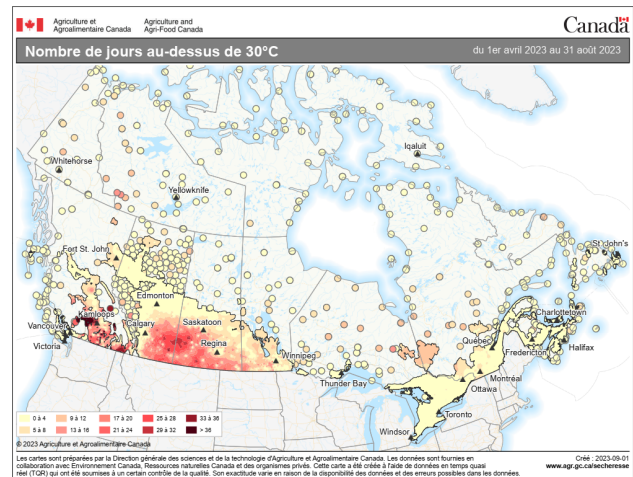 Agriculture et
Agroalimentaire Canada
Agriculture and
Agri-Food Canada
Canada
Nombre de jours au-dessus de 30°C
du 1er avril 2023 au 31 août 2023
Iqaluit
Whitehorse
Yellowknife
St. John's
Fort St. John
Edmonton
Charlottetown
Kamloops
Saskatoon
Vancouver
Calgary
Québec
Regina
Fredericton
Halifax
Victoria
Winnipeg
Montréal
Thunder Bay
Ottawa
Toronto
Windsor
0 à 4
9 à 12
17 à 20
25 à 28
33 à 36
5 à 8
13 à 16
21 à 24
29 à 32
> 36
© 2023 Agriculture et Agroalimentaire Canada
Les cartes sont préparées par la Direction générale des sciences et de la technologie d'Agriculture et Agroalimentaire Canada. Les données sont fournies en
collaboration avec Environnement Canada, Ressources naturelles Canada et des organismes privés. Cette carte a été créée à l'aide de données en temps quasi
réel (TQR) qui ont été soumises à un certain contrôle de la qualité. Son exactitude varie en raison de la disponibilité des données et des erreurs possibles dans les données.
Créé : 2023-09-01
www.agr.gc.ca/secheresse